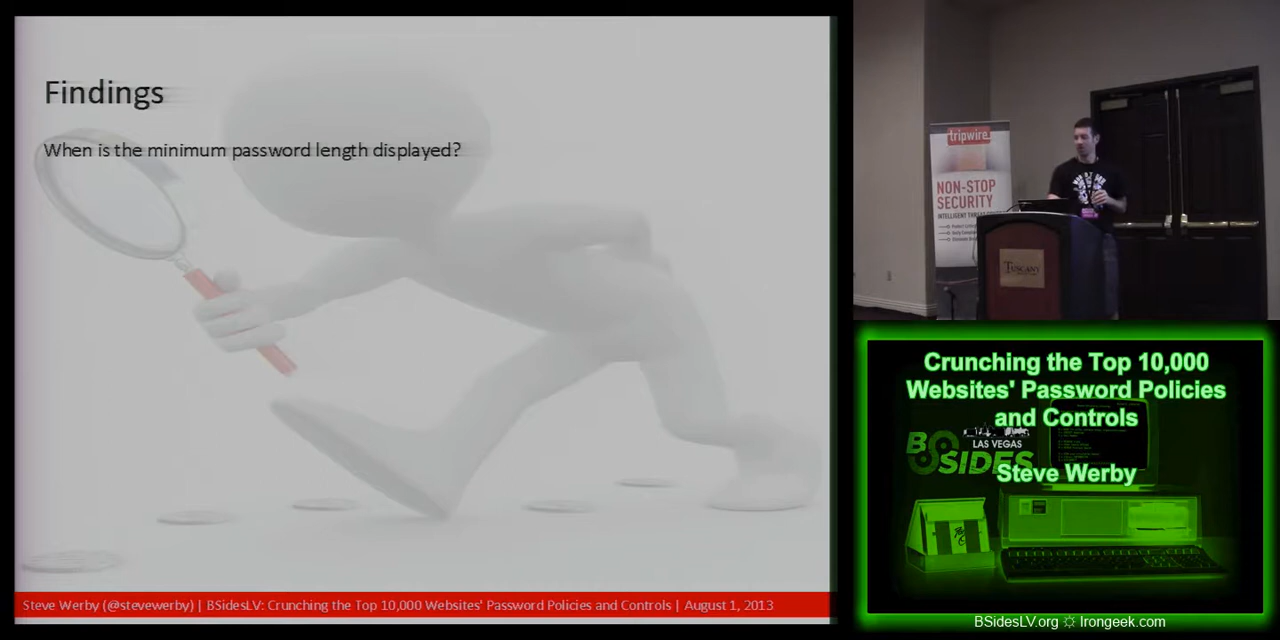 Findings
When is the minimum password length displayed?
Steve Werby (@stevewerby) | BSidesLV: Crunching the Top 10,000 Websites' Password Policies and Controls | August 1, 2013
tripwire
NON-STOP
SECURITY
TUSCANY
Crunching the Top 10,000
Websites' Password Policies
and Controls
LAS VEGAS
BSIDES
Steve Werby
BSidesLV.org ☼ Irongeek.com